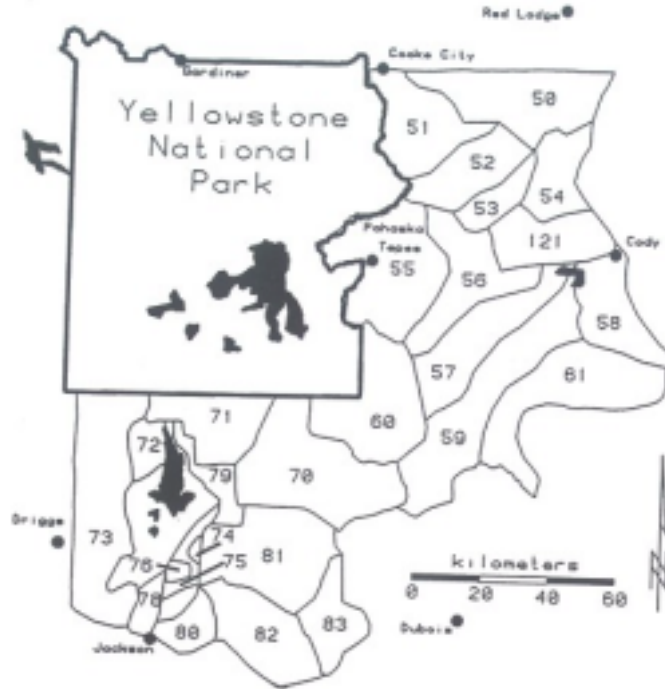 Red Lodge
Cooke City
Gardiner
50
Yellowstone
National
Park
51
52
53
54
Pahaska
Tepee
121
Cody
55
56
58
57
61
71
60
59
72
79
70
Driggs
73
74
81
76
75
kilometers
78
0 20 40 60
80
82
83
Dubois
Jackson